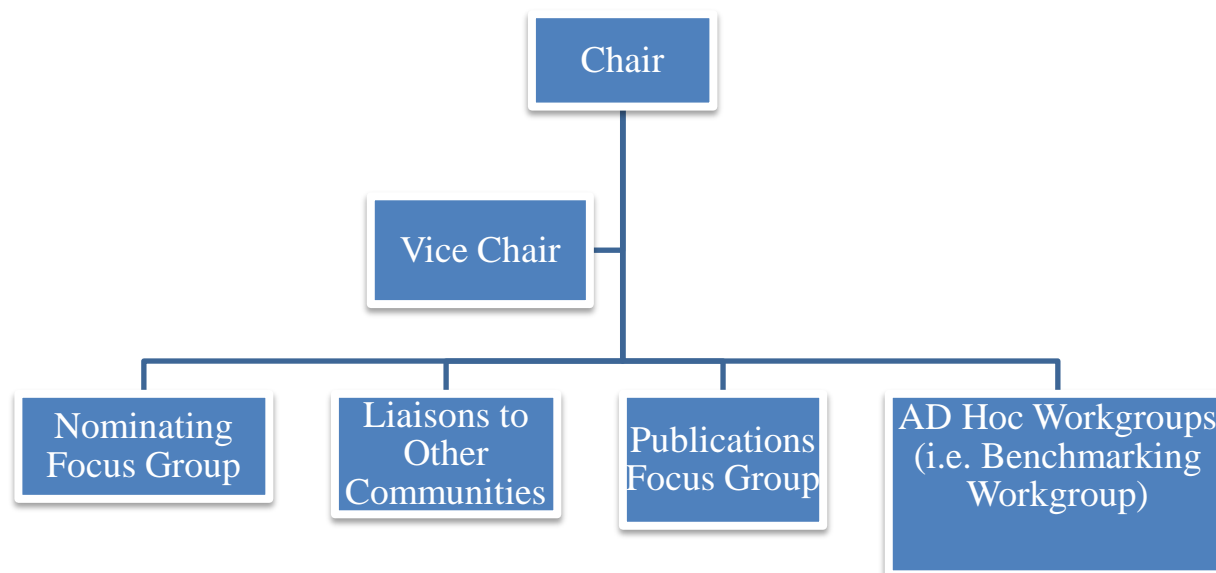 Chair
Vice Chair
Nominating
Focus Group
Liaisons to
Other
Communities
Publications
Focus Group
AD Hoc Workgroups
(i.e. Benchmarking
Workgroup)